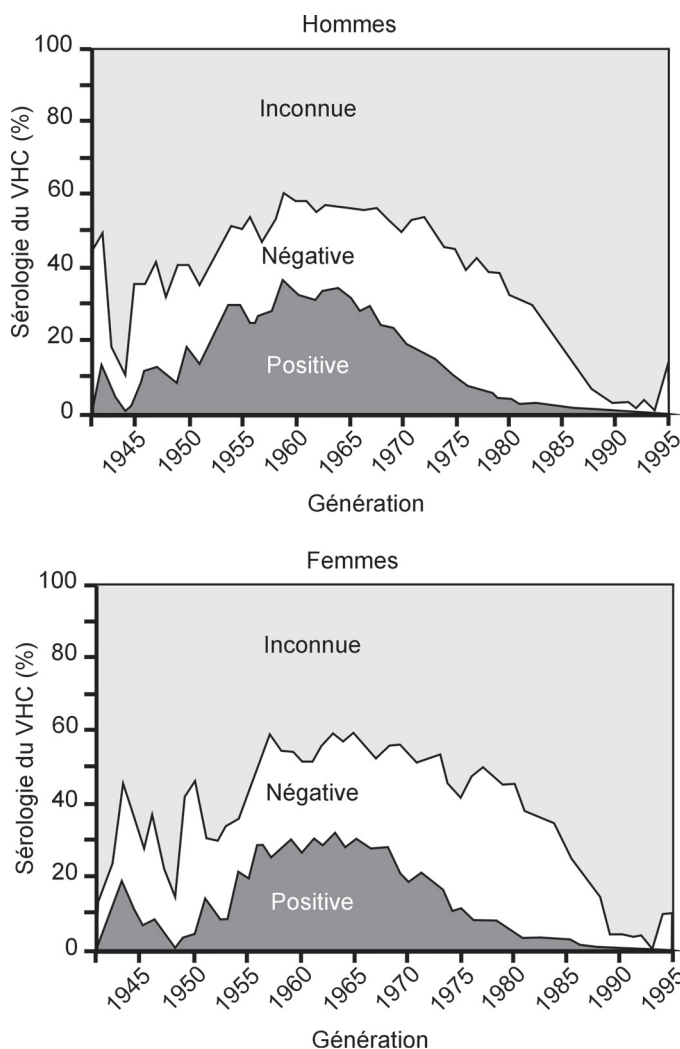 Hommes
100
80
60
40
20
0
Sérologie du VHC (%)
Inconnue
Négative
Positive
1945
1950
1955
1960
1965
1970
1975
1980
1985
1990
1995
Génération
Femmes
100
80
60
40
20
0
Sérologie du VHC (%)
Inconnue
Négative
Positive
1945
1950
1955
1960
1965
1970
1975
1980
1985
1990
1995
Génération